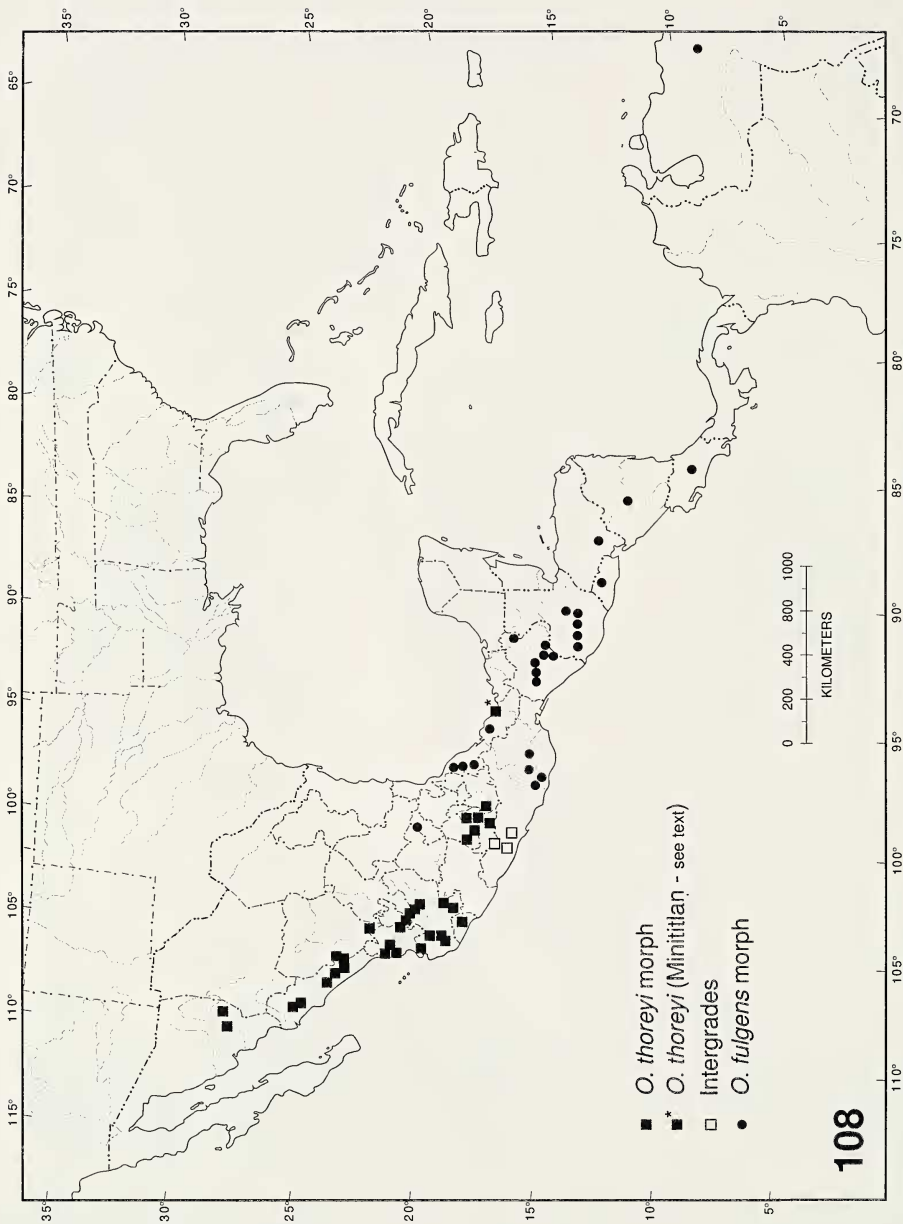 115° 110° 105° 100° 95° 90° 85° 80° 75° 70° 65°
35° 35°
30° 30°
25° 25°
20° 20°
15° 15°
10° 10°
5° 5°
*
O. thoreyi morph
* O. thoreyi (Minititlan - see text)
Intergrades
O. fulgens morph
0 200 400 800 1000
KILOMETERS
108
110° 105° 100° 95° 90° 85° 80° 75° 70°